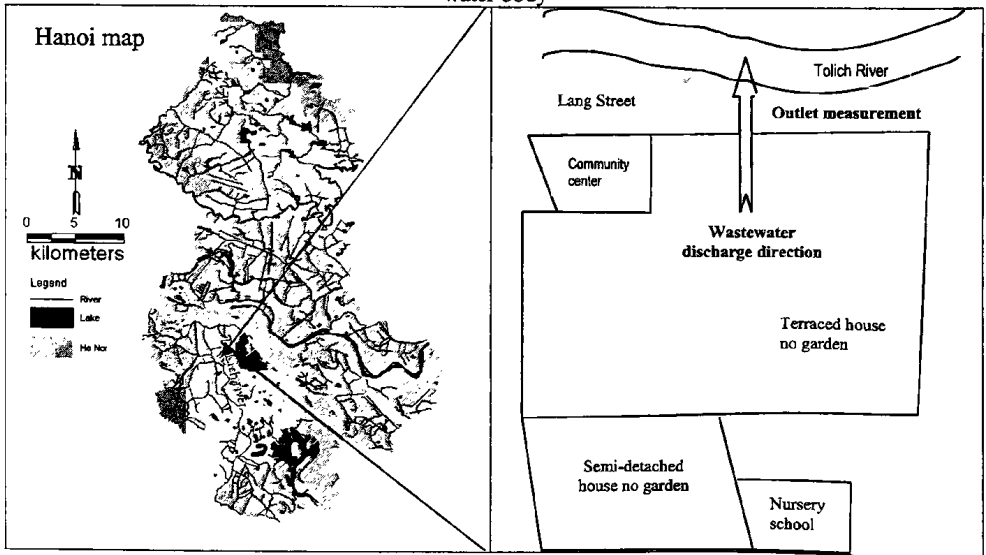 Hanoi map
N
0 5 10
kilometers
Legend
River
Lake
Tolich River
Lang Street
Outlet measurement
Community
center
Wastewater
discharge direction
Terraced house
no garden
Semi-detached
house no garden
Nursery
school